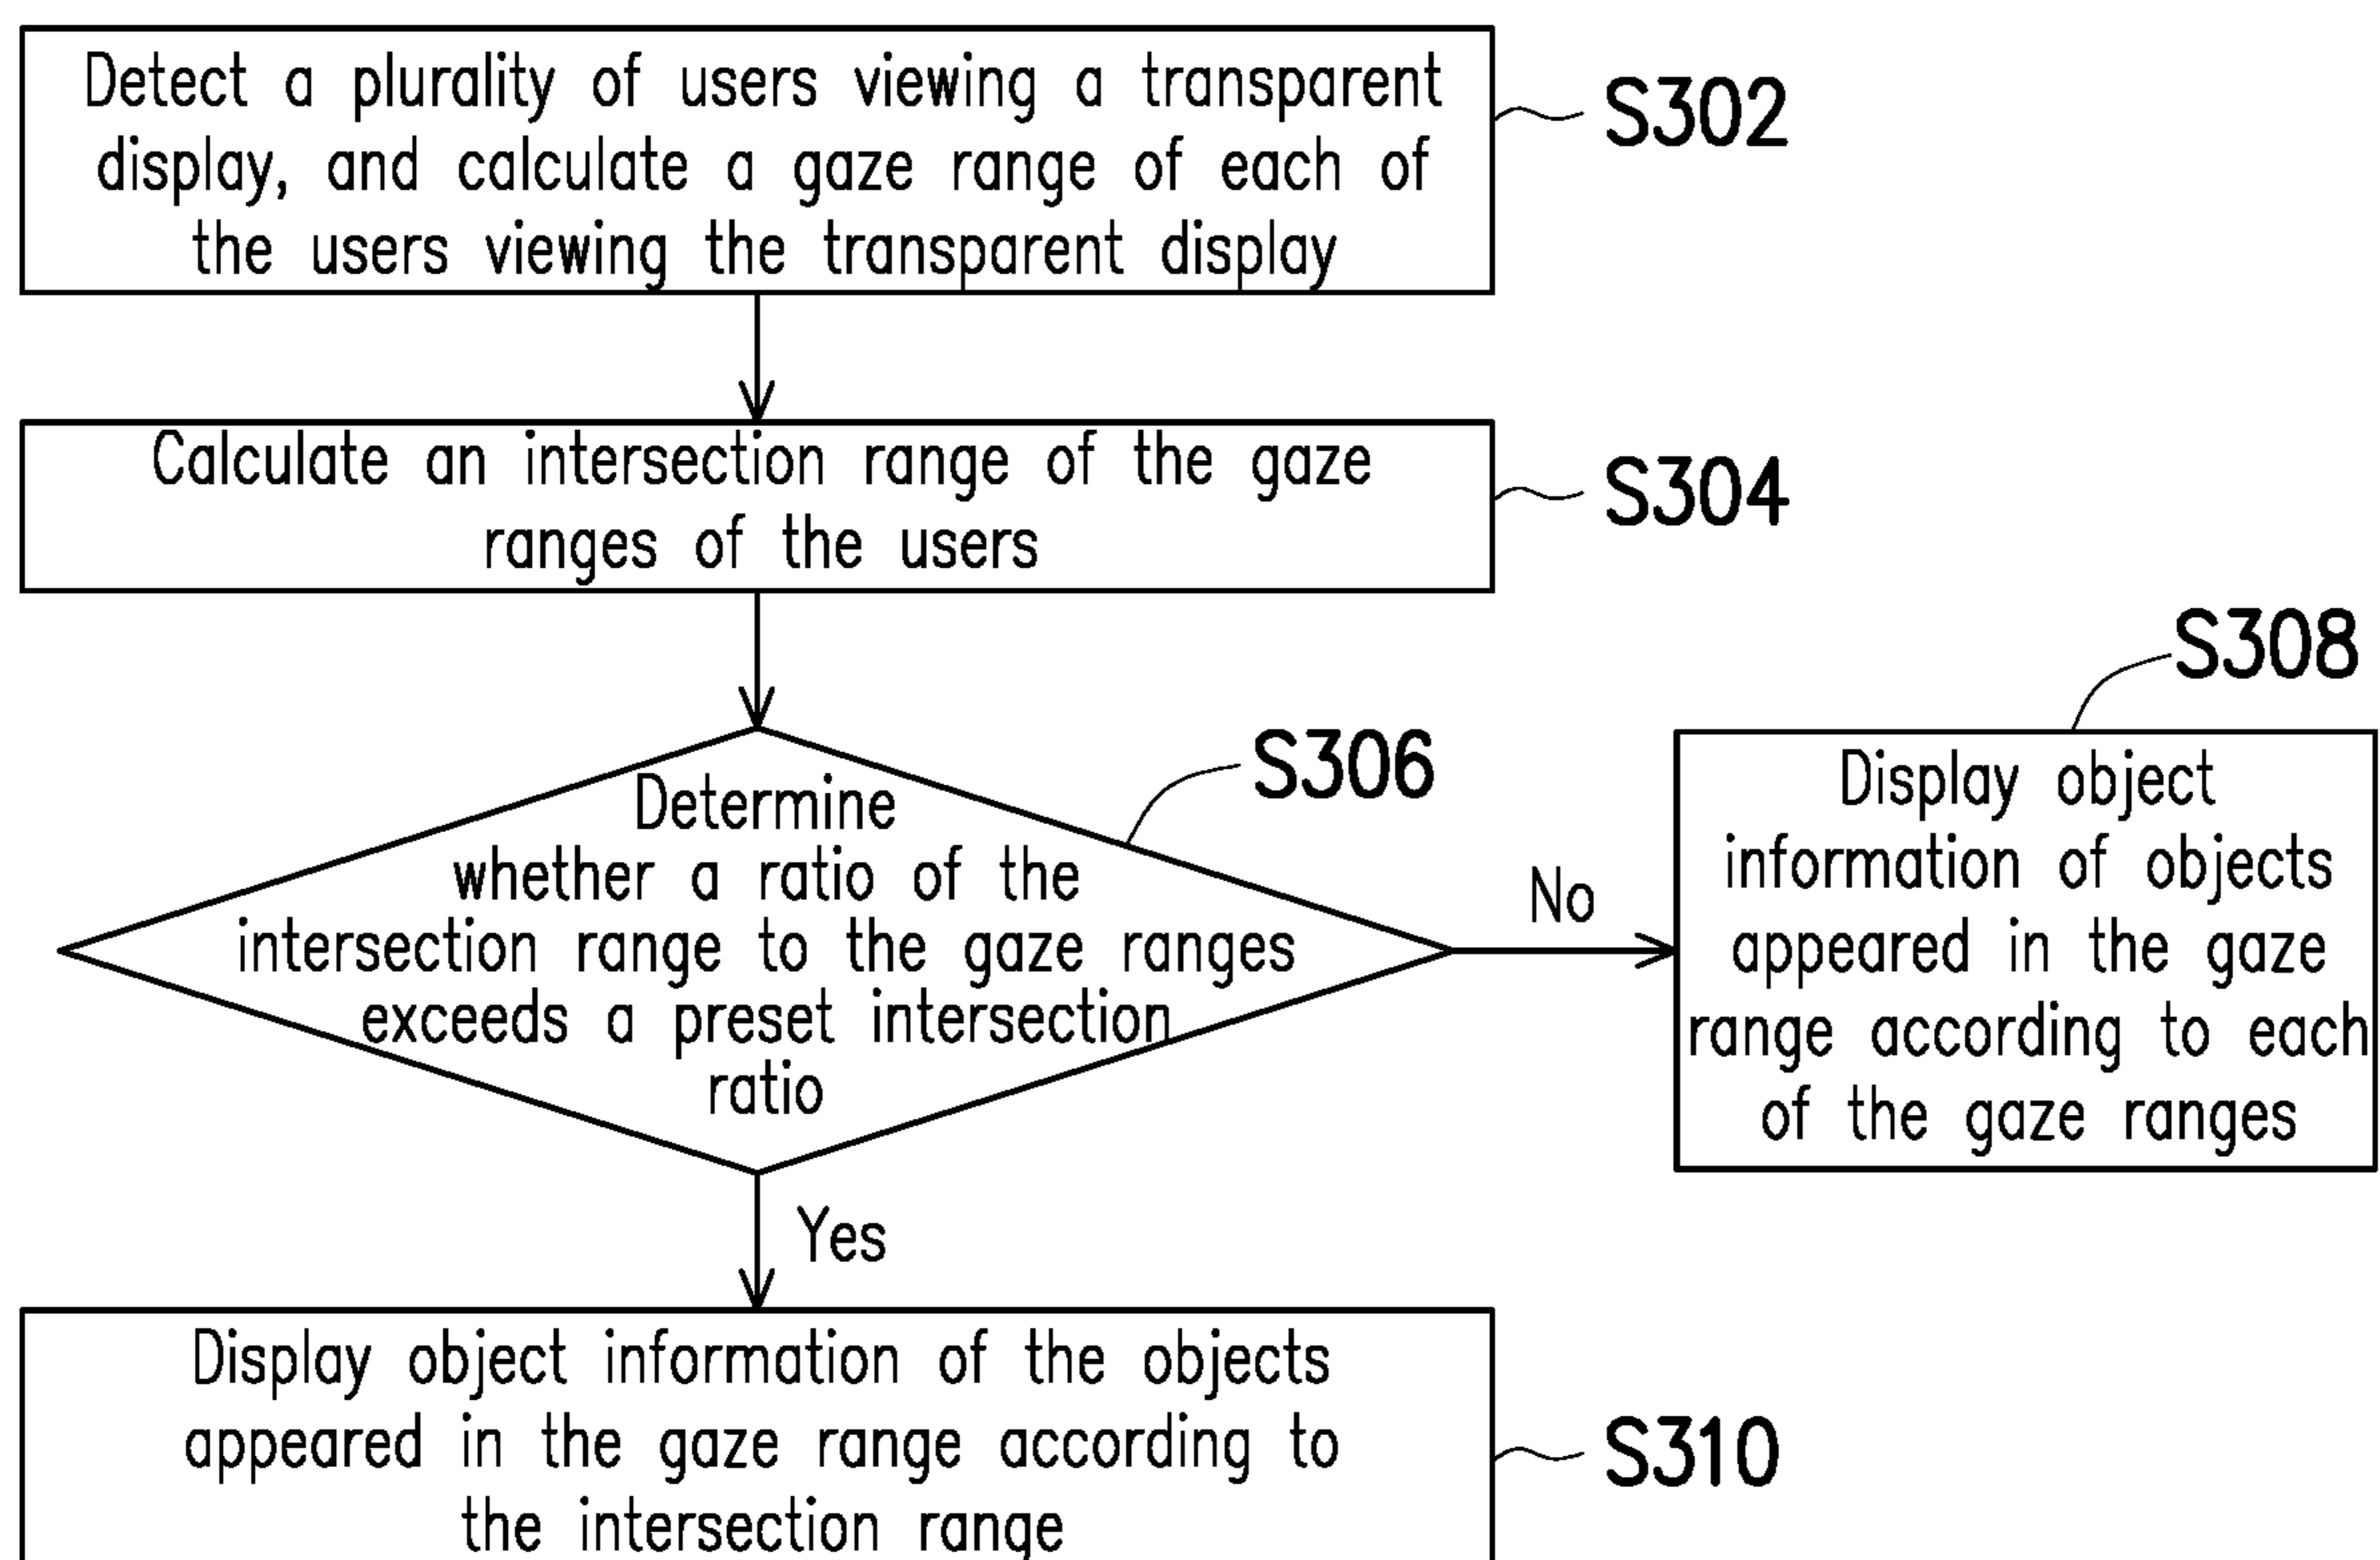 Detect a plurality of users viewing a transparent
display, and calculate a gaze range of each of
the users viewing the transparent display
S302
Calculate an intersection range of the gaze
ranges of the users
S304
Determine
whether a ratio of the
intersection range to the gaze ranges
exceeds a preset intersection
ratio
S306
No
S308
Display object
information of objects
appeared in the gaze
range according to each
of the gaze ranges
Yes
Display object information of the objects
appeared in the gaze range according to
the intersection range
S310